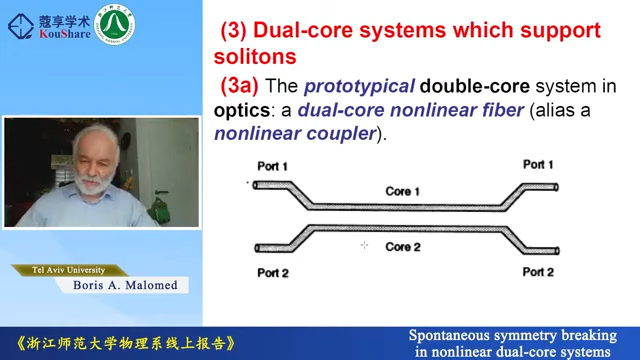 蔻享学术
KouShare
(3) Dual-core systems which support
solitons
(3a) The prototypical double-core system in
optics: a dual-core nonlinear fiber (alias a
nonlinear coupler).
Port 1
Port 1
Core 1
Core 2
Port 2
Port 2
Tel Aviv University
Boris A. Malomed
《浙江师范大学物理系线上报告》
Spontaneous symmetry breaking
in nonlinear dual-core systems